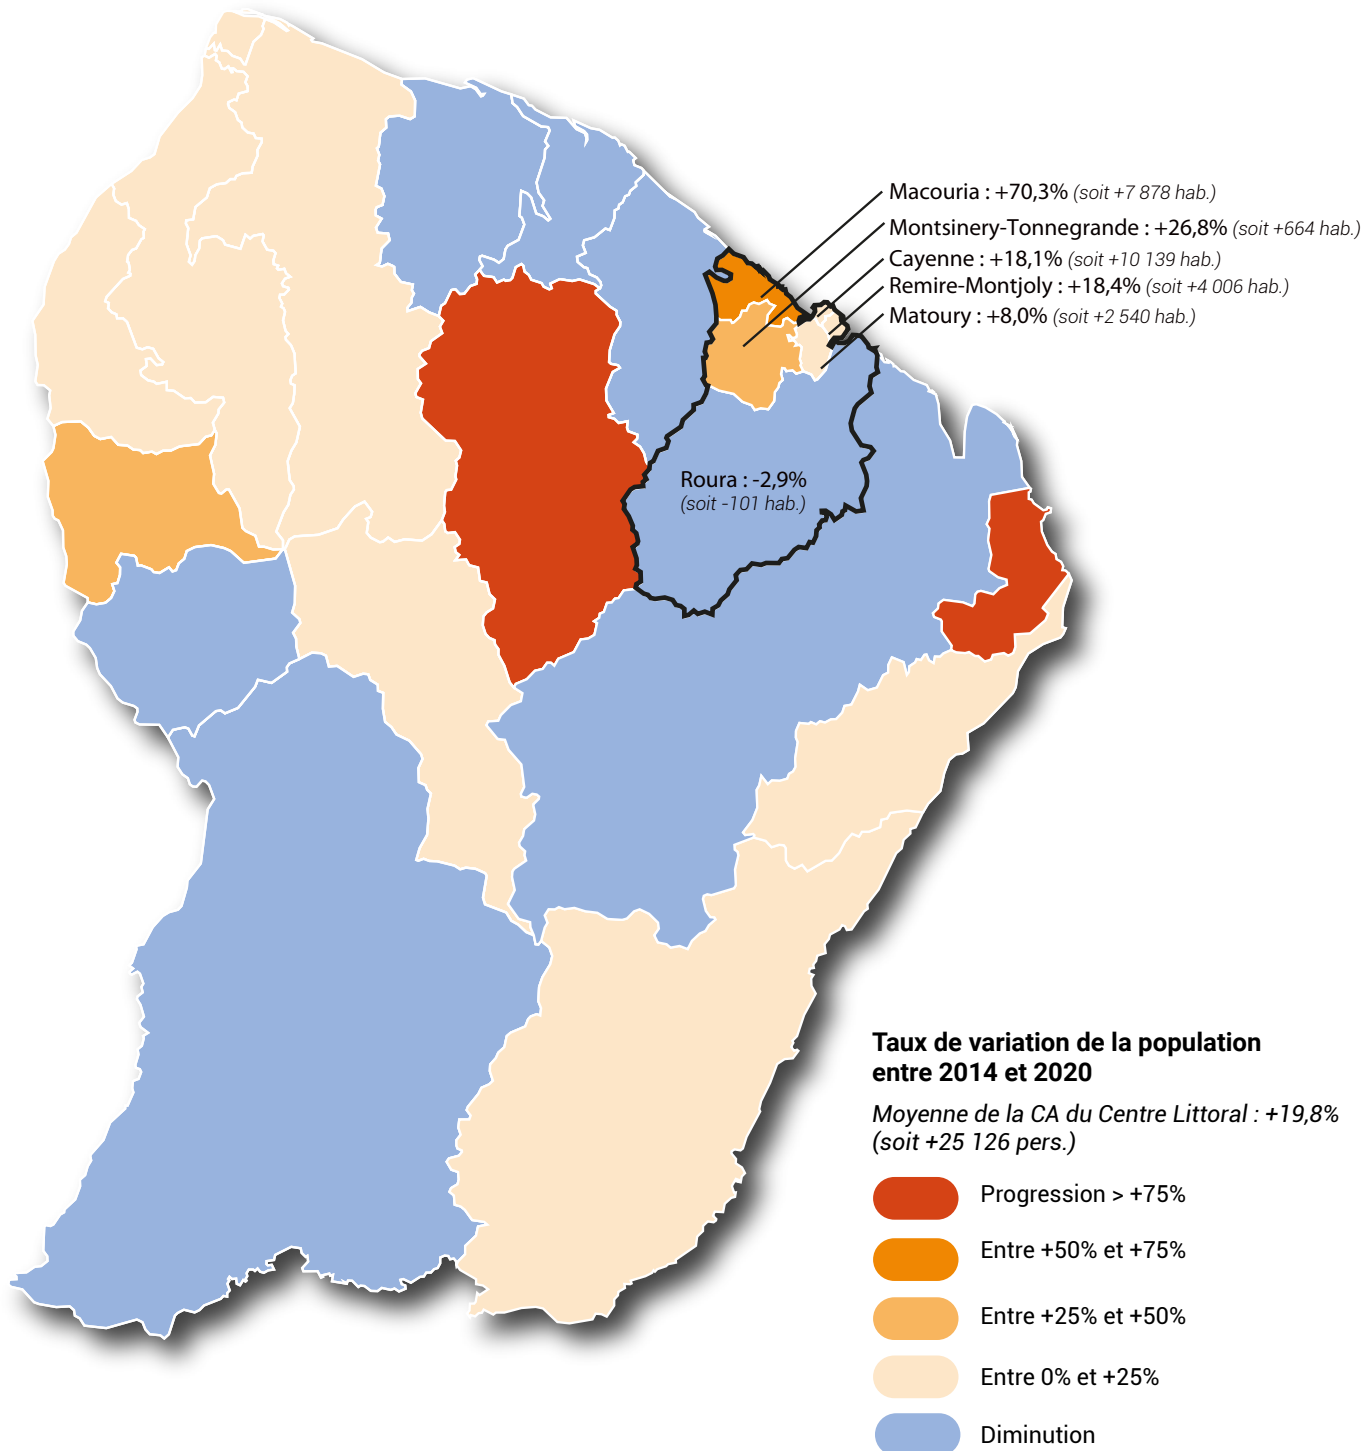 Macouria : +70,3% (soit +7 878 hab.)
Montsinery-Tonnegrande : +26,8% (soit +664 hab.)
Cayenne : +18,1% (soit +10 139 hab.)
Remire-Montjoly : +18,4% (soit +4 006 hab.)
Matoury : +8,0% (soit +2 540 hab.)
Roura : -2,9%
(soit -101 hab.)
Taux de variation de la population
entre 2014 et 2020
Moyenne de la CA du Centre Littoral : +19,8%
(soit +25 126 pers.)
Progression > +75%
Entre +50% et +75%
Entre +25% et +50%
Entre 0% et +25%
Diminution